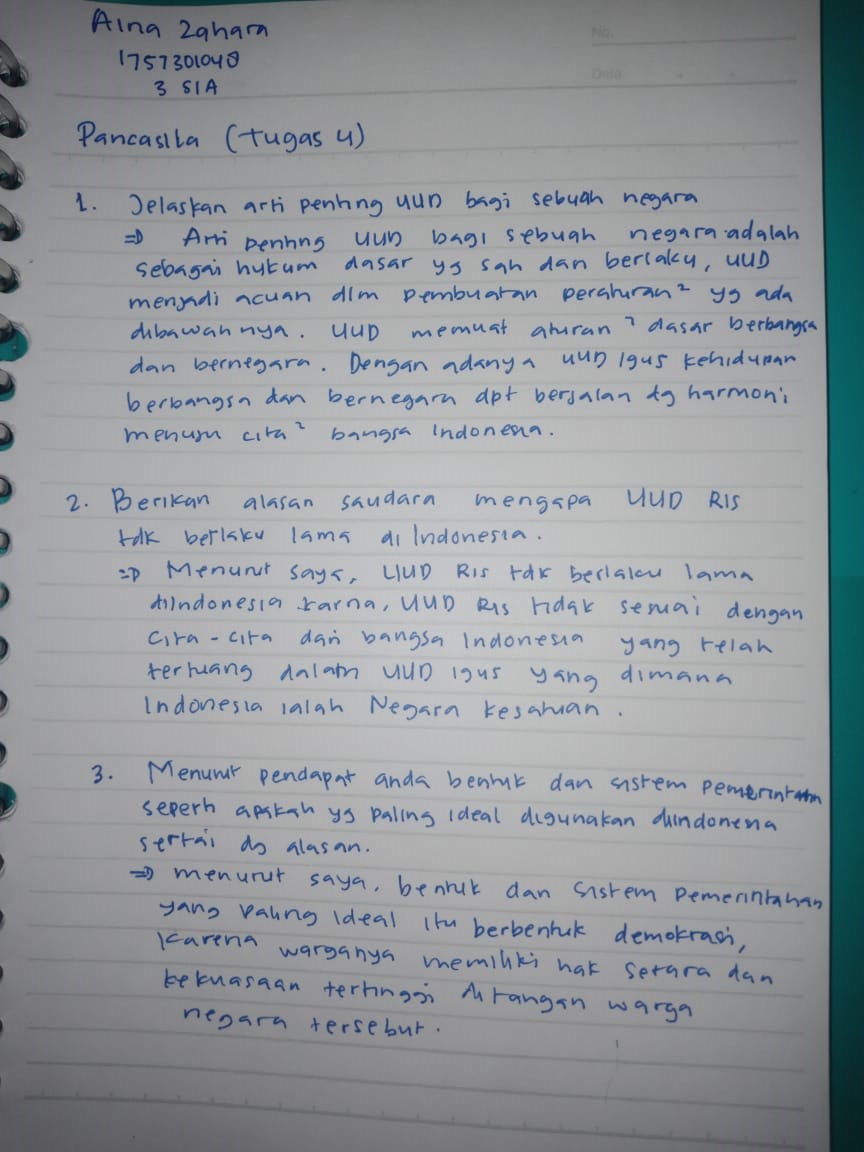 Aina Zahara
No.
1757301040
Date
3 SIA
Pancasila (Tugas 4)
1. Jelaskan arti penting UUD bagi sebuah negara
=> Arti penting UUD bagi sebuah negara adalah
sebagai hukum dasar yg sah dan berlaku, UUD
menjadi acuan dlm pembuatan peraturan² yg ada
dibawahnya. UUD memuat aturan² dasar berbangsa
dan bernegara. Dengan adanya UUD 1945 kehidupan
berbangsa dan bernegara dpt berjalan dg harmoni
menuju cita² bangsa Indonesia.
2. Berikan alasan saudara mengapa UUD RIS
tdk berlaku lama di Indonesia.
=> Menurut saya, UUD RIS tdk berlaku lama
diIndonesia karna, UUD RIS tidak sesuai dengan
cita-cita dari bangsa Indonesia yang telah
tertuang dalam UUD 1945 yang dimana
Indonesia ialah Negara kesatuan.
3. Menurut pendapat anda bentuk dan sistem pemerintahan
seperti apakah yg paling ideal digunakan diindonesia
sertai dg alasan.
=> menurut saya, bentuk dan sistem pemerintahan
yang paling ideal itu berbentuk demokrasi,
karena warganya memiliki hak setara dan
kekuasaan tertinggi di tangan warga
negara tersebut.